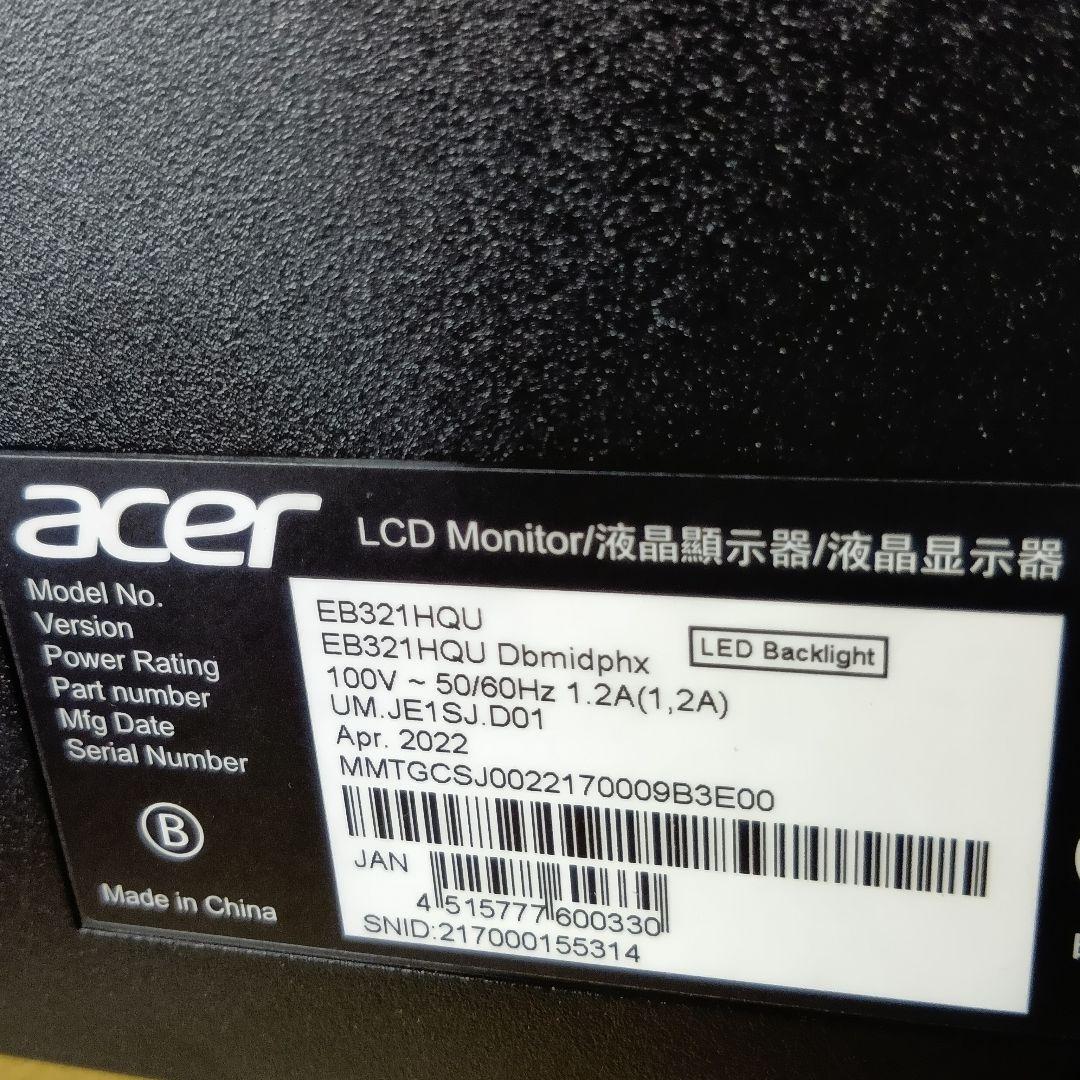 acer LCD Monitor/液晶顯示器/液晶显示器
Model No. EB321HQU
Version EB321HQU Dbmidphx LED Backlight
Power Rating 100V ~ 50/60Hz 1.2A(1,2A)
Part number UM.JE1SJ.D01
Mfg Date Apr. 2022
Serial Number MMTGCSJ0022170009B3E00
B
JAN
4 515777 600330
Made in China
SNID:217000155314